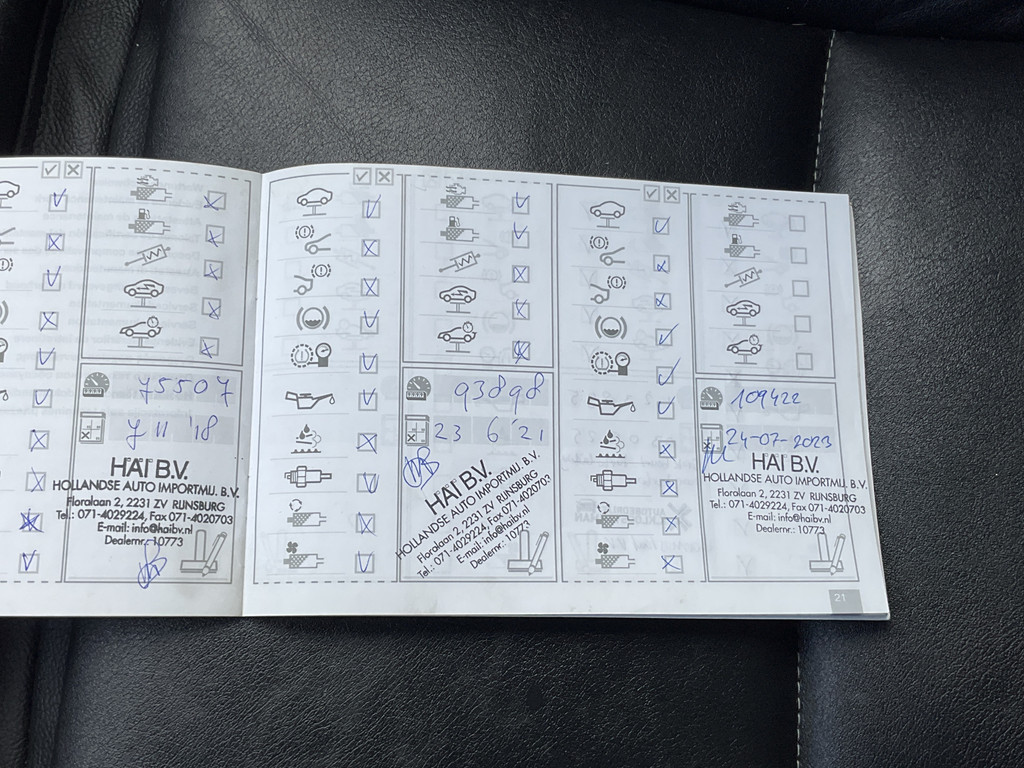 75507
7 11 '18
HAI B.V.
HOLLANDSE AUTO IMPORTMIJ. B.V.
Floralaan 2, 2231 ZV RIJNSBURG
Tel.: 071-4029224, Fax 071-4020703
E-mail: info@haibv.nl
Dealernr.: 10773
93898
23 6 '21
HAI B.V.
HOLLANDSE AUTO IMPORTMIJ. B.V.
Floralaan 2, 2231 ZV RIJNSBURG
Tel.: 071-4029224, Fax 071-4020703
E-mail: info@haibv.nl
Dealernr.: 10773
109422
24-07-2023
HAI B.V.
HOLLANDSE AUTO IMPORTMIJ. B.V.
Floralaan 2, 2231 ZV RIJNSBURG
Tel.: 071-4029224, Fax 071-4020703
E-mail: info@haibv.nl
Dealernr.: 10773
21